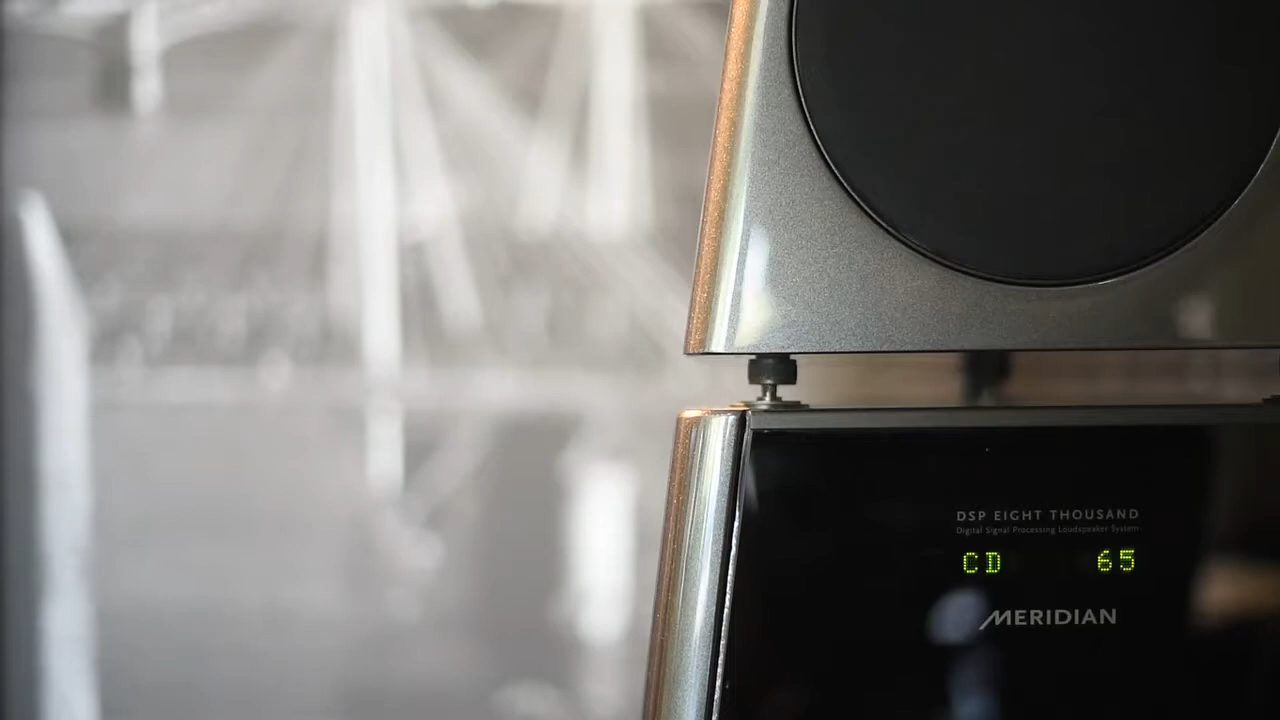 DSP EIGHT THOUSAND
Digital Signal Processing Loudspeaker System
CD 65
MERIDIAN